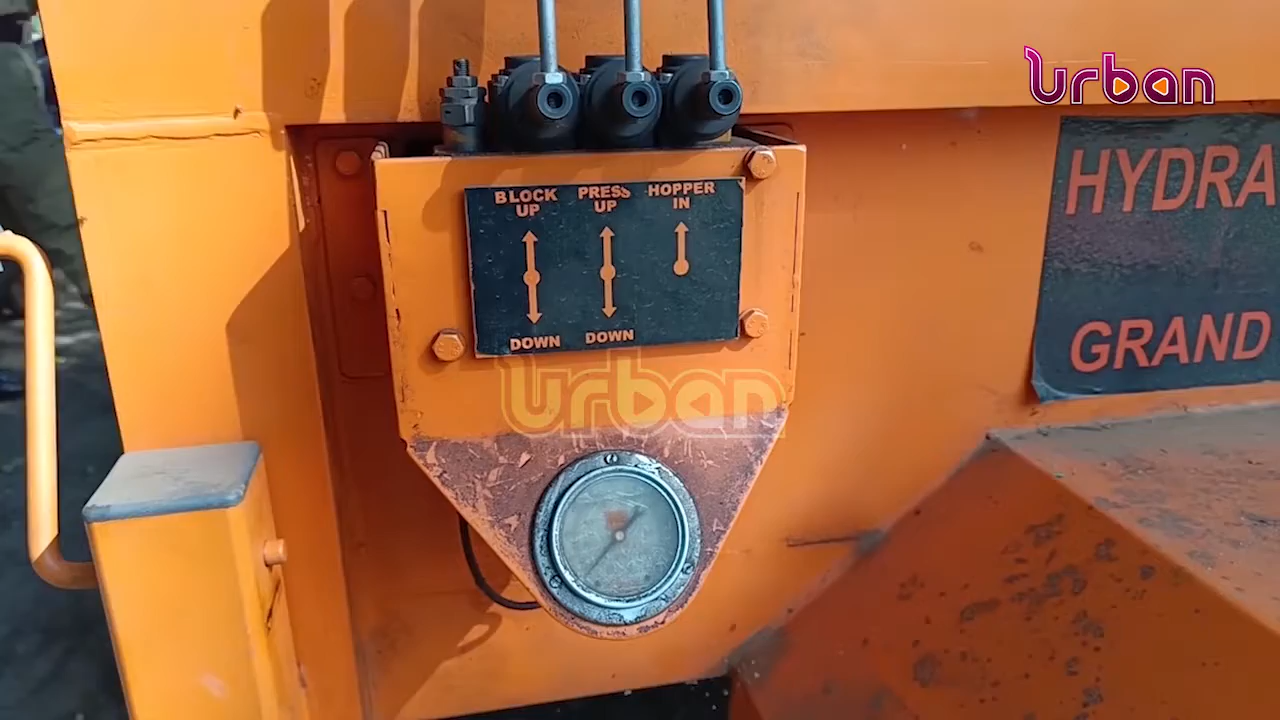 Urban
BLOCK UP
PRESS UP
HOPPER IN
DOWN
DOWN
HYDRA
GRAND
Urban